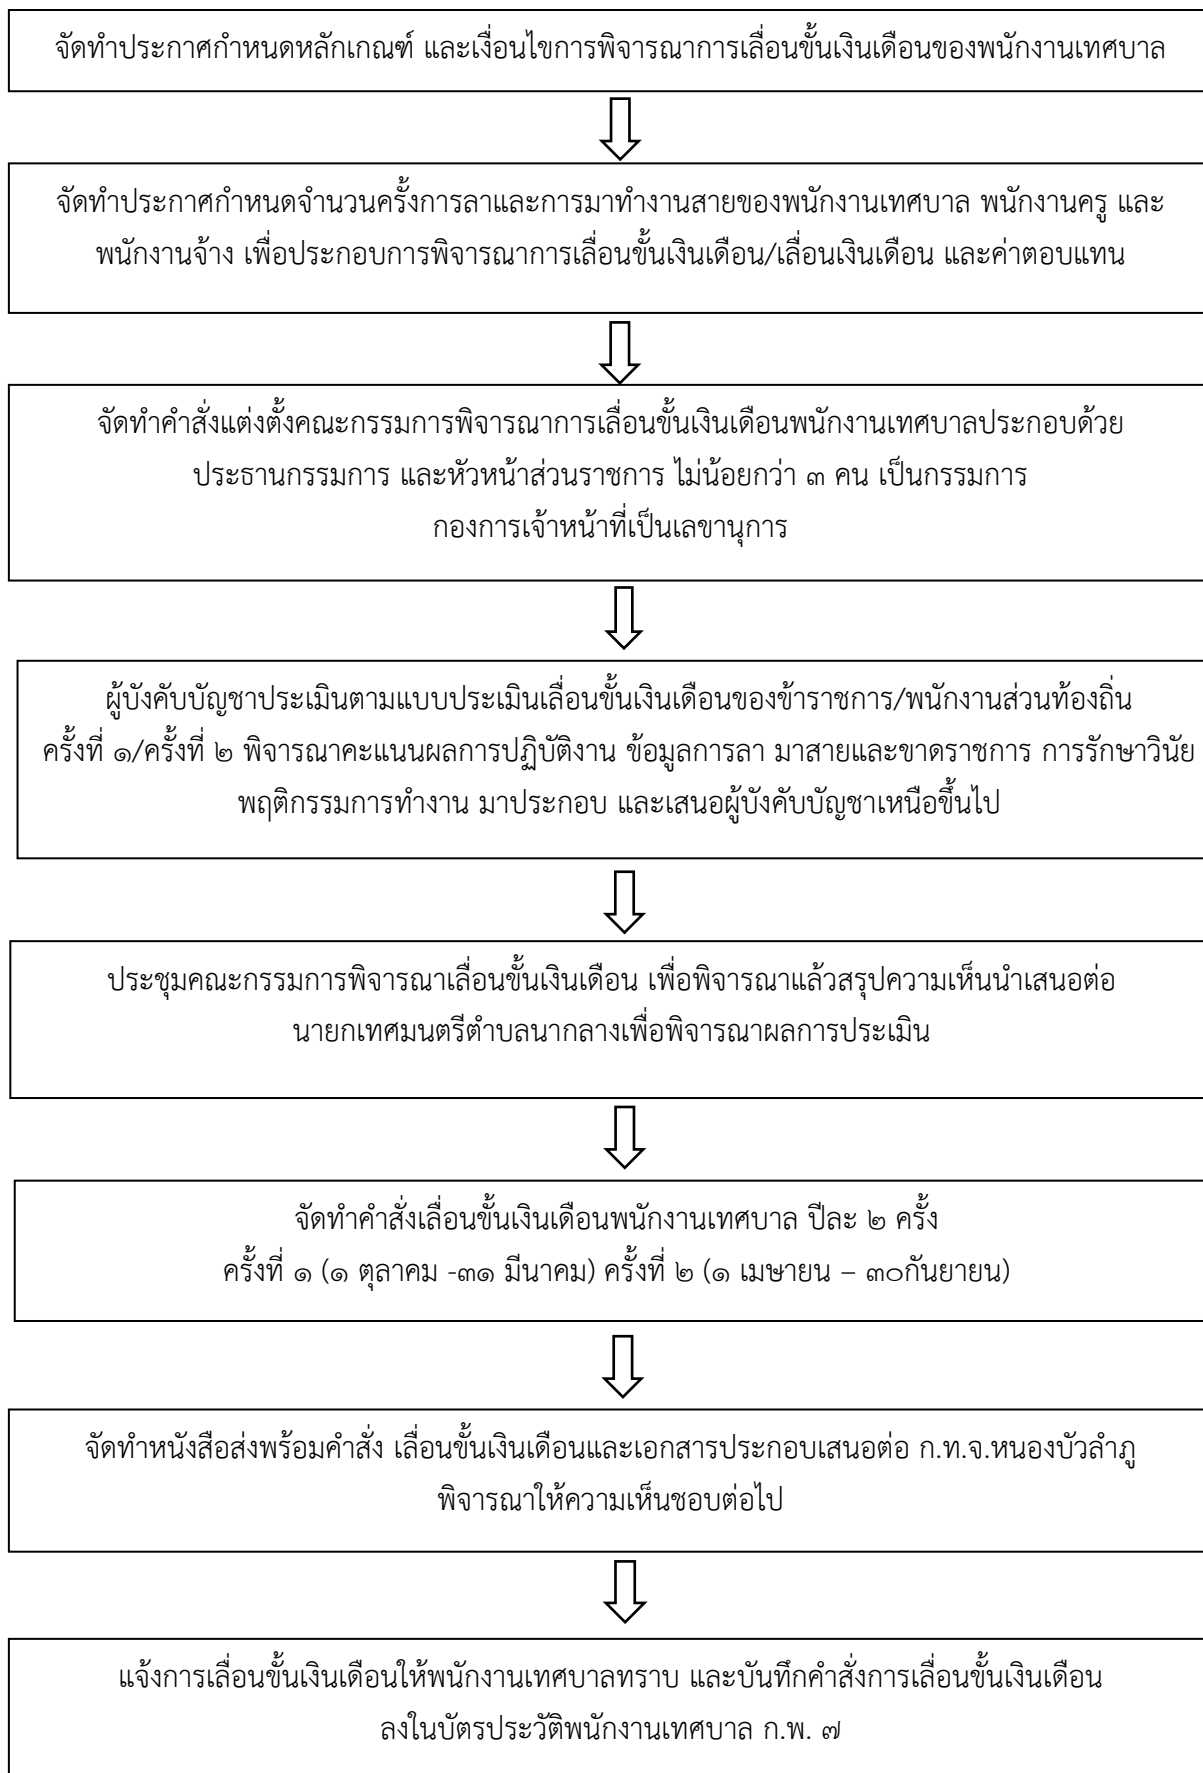 จัดทำประกาศกำหนดหลักเกณฑ์ และเงื่อนไขการพิจารณาการเลื่อนขั้นเงินเดือนของพนักงานเทศบาล
จัดทำประกาศกำหนดจำนวนครั้งการลาและการมาทำงานสายของพนักงานเทศบาล พนักงานครู และ
พนักงานจ้าง เพื่อประกอบการพิจารณาการเลื่อนขั้นเงินเดือน/เลื่อนเงินเดือน และค่าตอบแทน
จัดทำคำสั่งแต่งตั้งคณะกรรมการพิจารณาการเลื่อนขั้นเงินเดือนพนักงานเทศบาลประกอบด้วย
ประธานกรรมการ และหัวหน้าส่วนราชการ ไม่น้อยกว่า ๓ คน เป็นกรรมการ
กองการเจ้าหน้าที่เป็นเลขานุการ
ผู้บังคับบัญชาประเมินตามแบบประเมินเลื่อนขั้นเงินเดือนของข้าราชการ/พนักงานส่วนท้องถิ่น
ครั้งที่ ๑/ครั้งที่ ๒ พิจารณาคะแนนผลการปฏิบัติงาน ข้อมูลการลา มาสายและขาดราชการ การรักษาวินัย
พฤติกรรมการทำงาน มาประกอบ และเสนอผู้บังคับบัญชาเหนือขึ้นไป
ประชุมคณะกรรมการพิจารณาเลื่อนขั้นเงินเดือน เพื่อพิจารณาแล้วสรุปความเห็นนำเสนอต่อ
นายกเทศมนตรีตำบลนากลางเพื่อพิจารณาผลการประเมิน
จัดทำคำสั่งเลื่อนขั้นเงินเดือนพนักงานเทศบาล ปีละ ๒ ครั้ง
ครั้งที่ ๑ (๑ ตุลาคม -๓๑ มีนาคม) ครั้งที่ ๒ (๑ เมษายน – ๓๐กันยายน)
จัดทำหนังสือส่งพร้อมคำสั่ง เลื่อนขั้นเงินเดือนและเอกสารประกอบเสนอต่อ ก.ท.จ.หนองบัวลำภู
พิจารณาให้ความเห็นชอบต่อไป
แจ้งการเลื่อนขั้นเงินเดือนให้พนักงานเทศบาลทราบ และบันทึกคำสั่งการเลื่อนขั้นเงินเดือน
ลงในบัตรประวัติพนักงานเทศบาล ก.พ. ๗